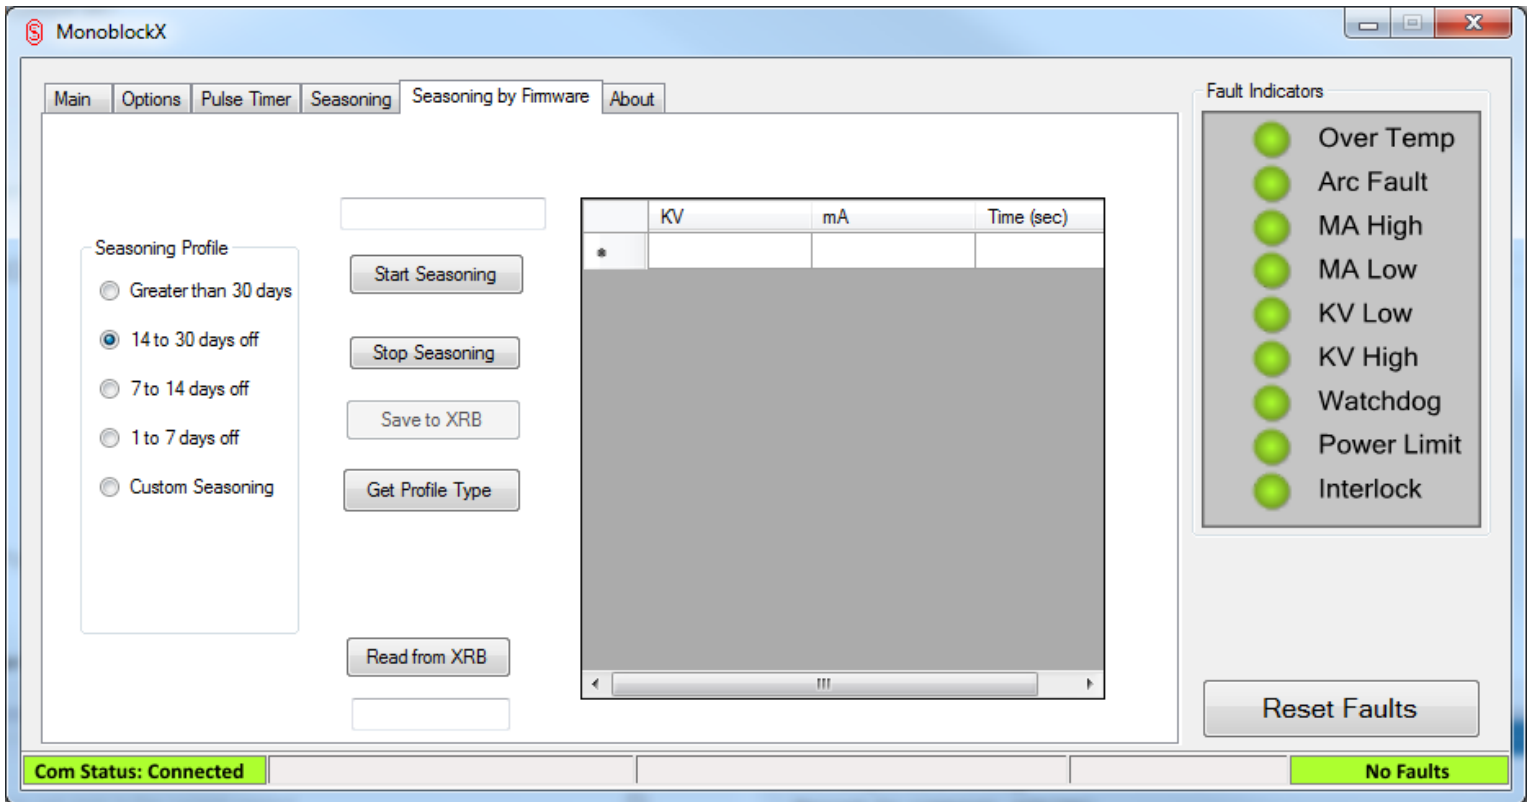 MonoblockX
Main Options Pulse Timer Seasoning Seasoning by Firmware About
Seasoning Profile
Greater than 30 days
14 to 30 days off
7 to 14 days off
1 to 7 days off
Custom Seasoning
Start Seasoning
Stop Seasoning
Save to XRB
Get Profile Type
Read from XRB
KV mA Time (sec)
Fault Indicators
Over Temp
Arc Fault
MA High
MA Low
KV Low
KV High
Watchdog
Power Limit
Interlock
Reset Faults
Com Status: Connected
No Faults